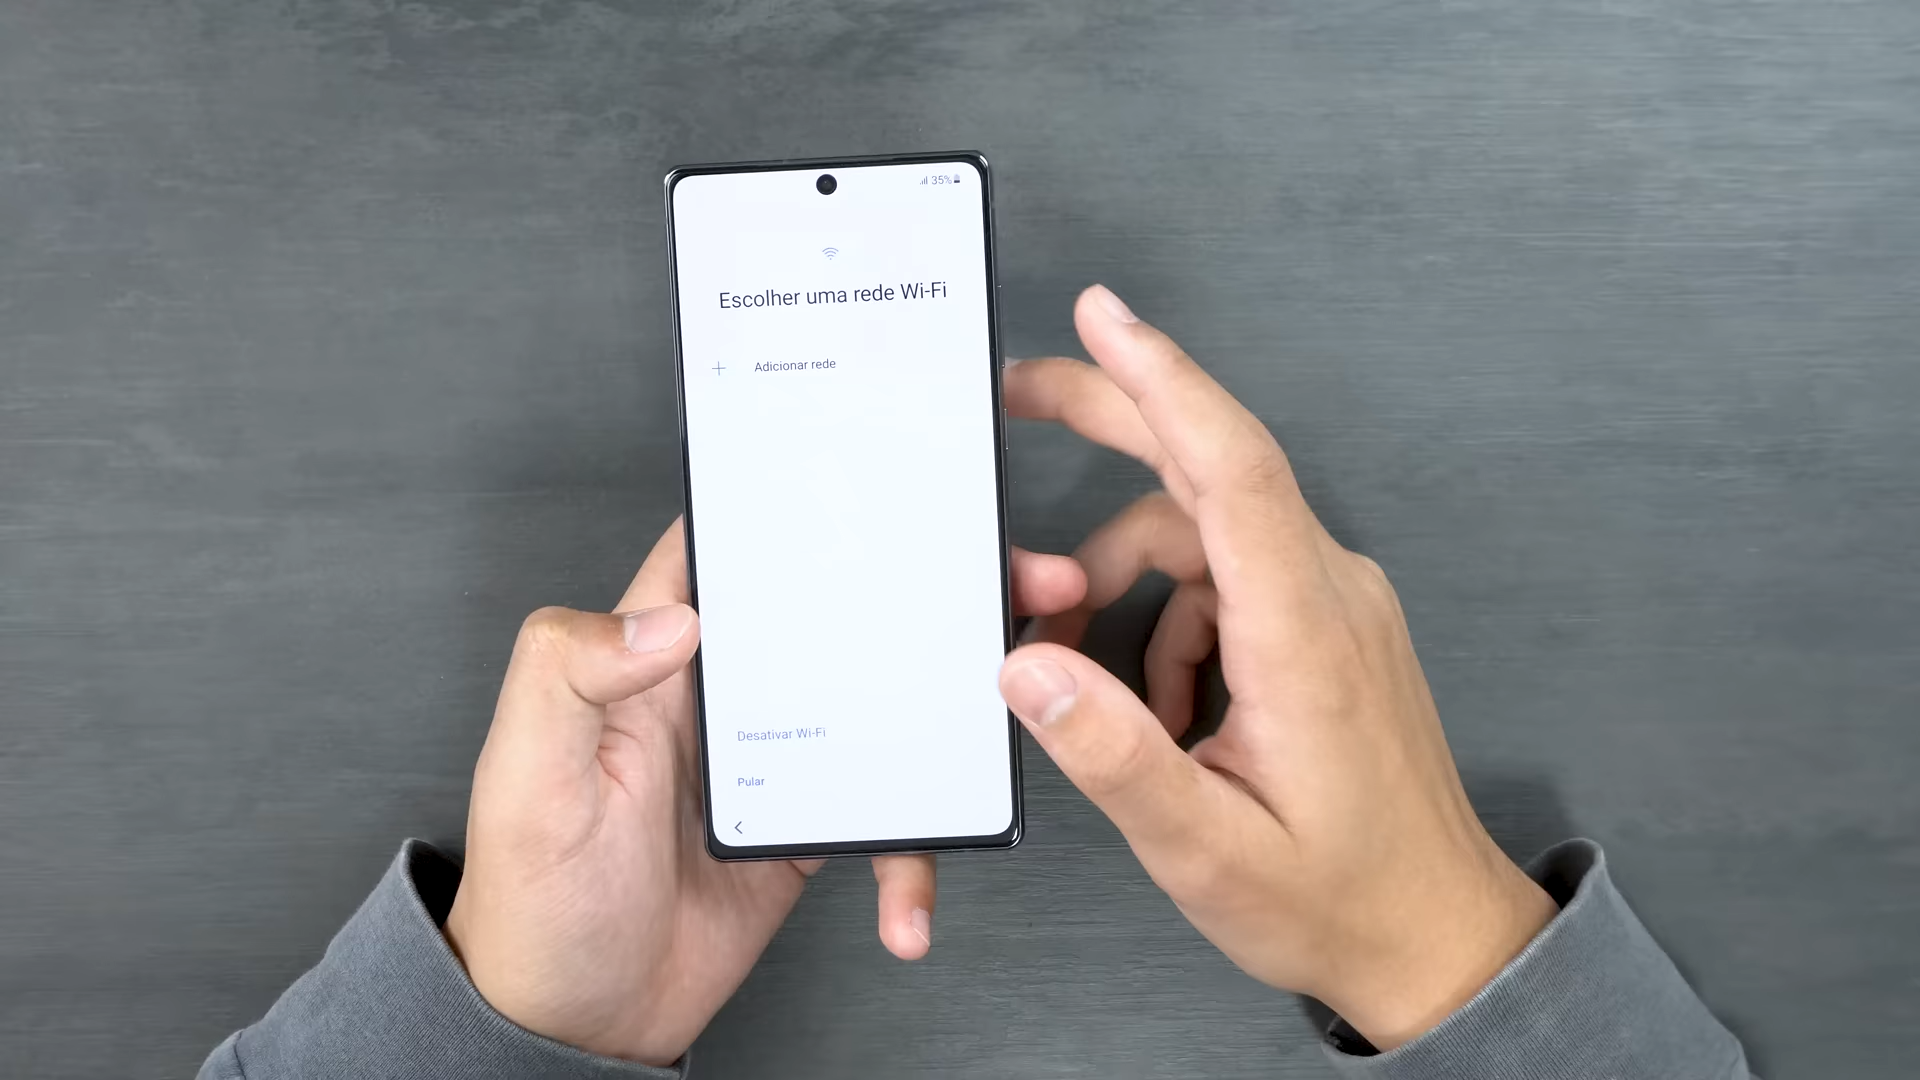 35%
Escolher uma rede Wi-Fi
Adicionar rede
Desativar Wi-Fi
Pular